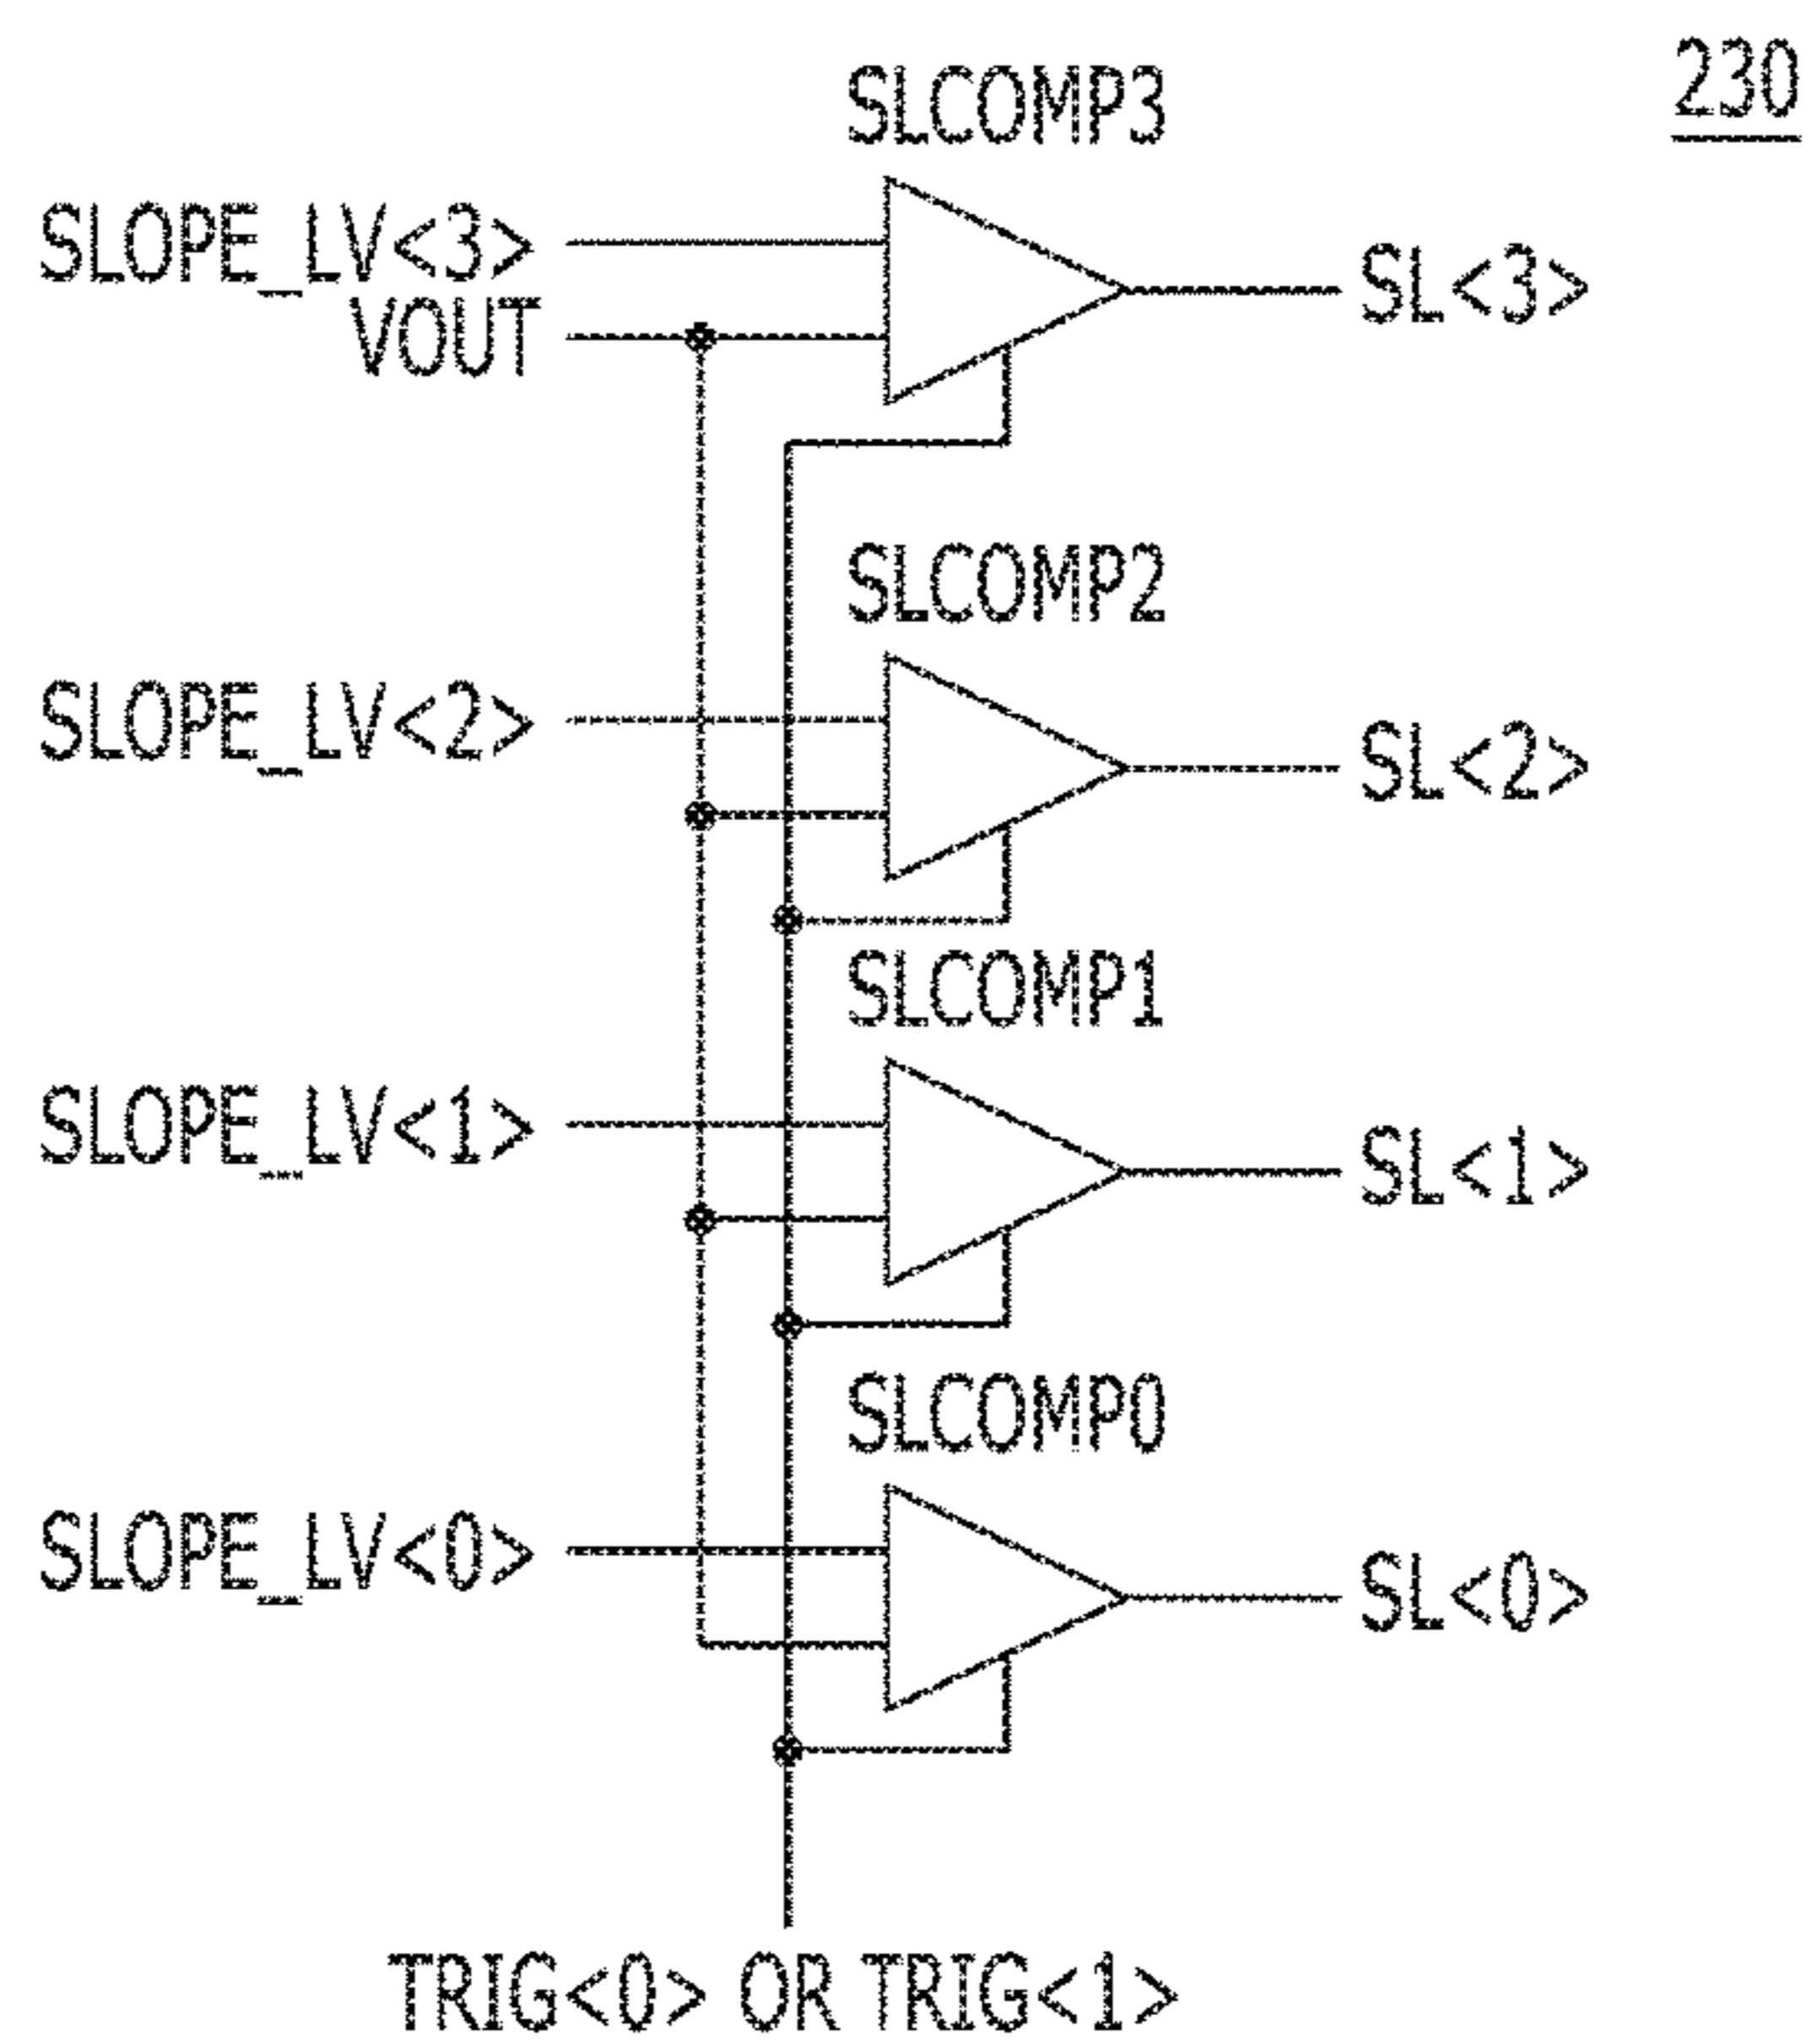 230
SLCOMP3
SLOPE_LV<3>
SL<3>
VOUT
SLCOMP2
SLOPE_LV<2>
SL<2>
SLCOMP1
SLOPE_LV<1>
SL<1>
SLCOMP0
SLOPE_LV<0>
SL<0>
TRIG<0> OR TRIG<1>